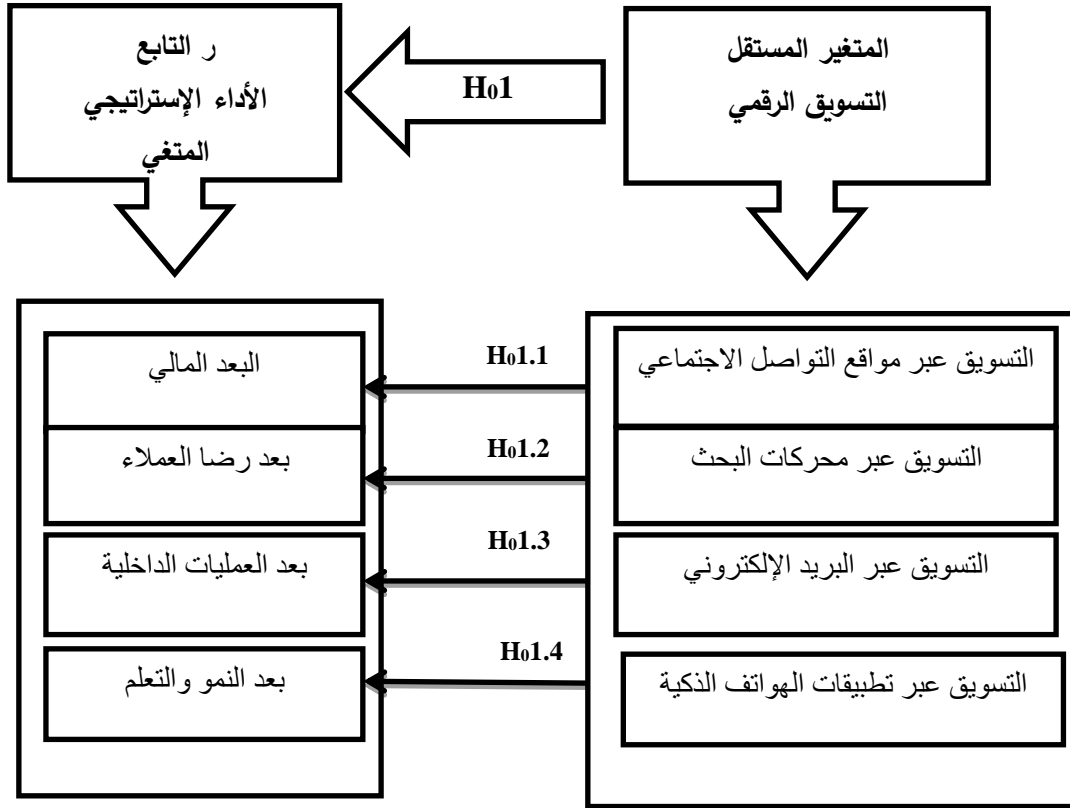 المتغير المستقل
التسويق الرقمي
H01
ر التابع
الأداء الإستراتيجي
المتغي
التسويق عبر مواقع التواصل الاجتماعي
التسويق عبر محركات البحث
التسويق عبر البريد الإلكتروني
التسويق عبر تطبيقات الهواتف الذكية
H01.1
H01.2
H01.3
H01.4
البعد المالي
بعد رضا العملاء
بعد العمليات الداخلية
بعد النمو والتعلم